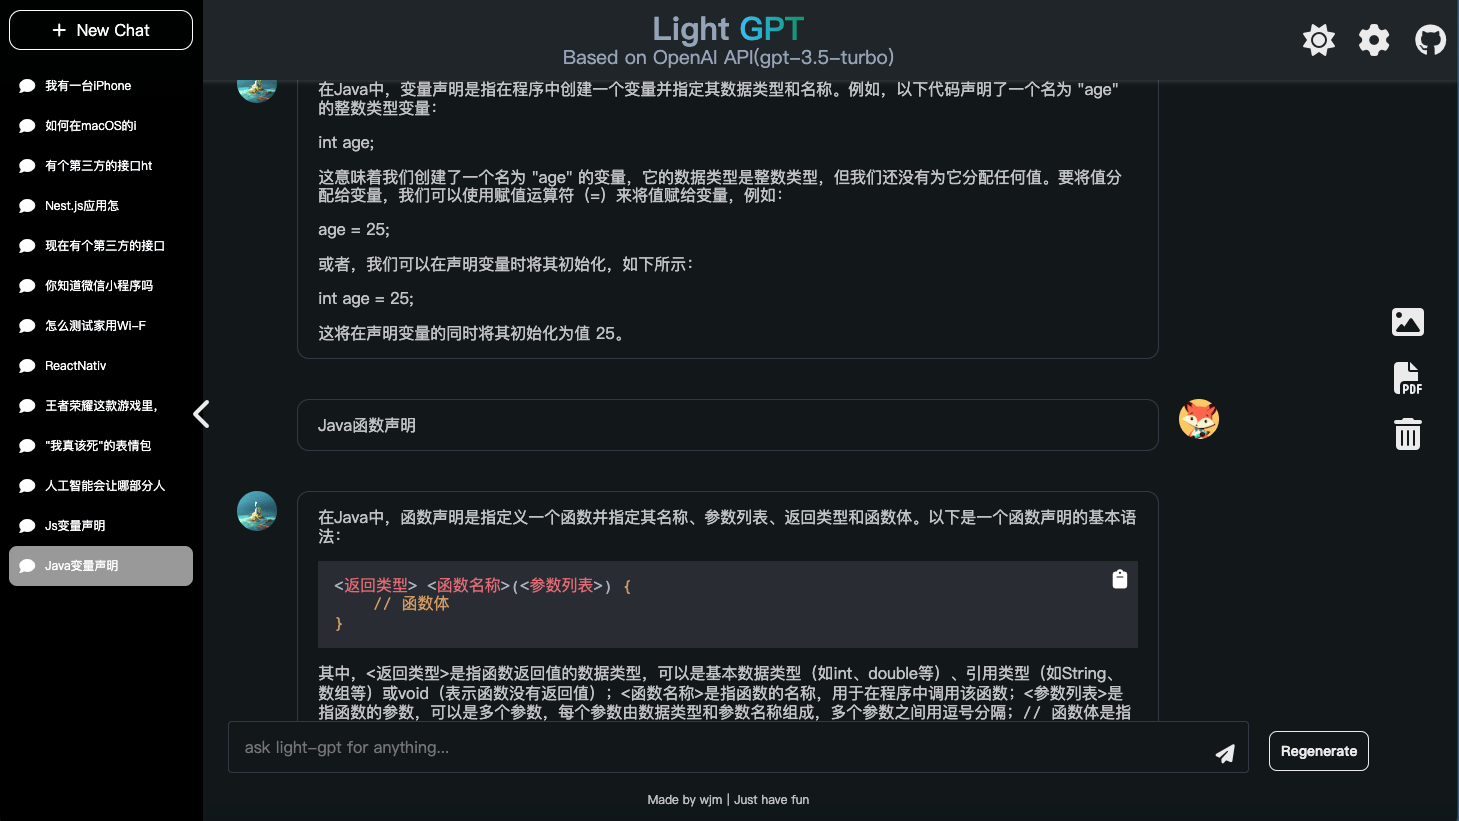 New Chat
我有一台iPhone
如何在macOS的i
有个第三方的接口ht
Nest.js应用怎
现在有个第三方的接口
你知道微信小程序吗
怎么测试家用Wi-F
ReactNativ
王者荣耀这款游戏里，
"我真该死"的表情包
人工智能会让哪部分人
Js变量声明
Java变量声明
Light GPT
Based on OpenAI API(gpt-3.5-turbo)
在Java中，变量声明是指在程序中创建一个变量并指定其数据类型和名称。例如，以下代码声明了一个名为 "age"
的整数类型变量：
int age;
这意味着我们创建了一个名为 "age" 的变量，它的数据类型是整数类型，但我们还没有为它分配任何值。要将值分
配给变量，我们可以使用赋值运算符（=）来将值赋给变量，例如：
age = 25;
或者，我们可以在声明变量时将其初始化，如下所示：
int age = 25;
这将在声明变量的同时将其初始化为值 25。
Java函数声明
在Java中，函数声明是指定义一个函数并指定其名称、参数列表、返回类型和函数体。以下是一个函数声明的基本语
法：
<返回类型> <函数名称>(<参数列表>) {
// 函数体
}
其中，<返回类型>是指函数返回值的数据类型，可以是基本数据类型（如int、double等）、引用类型（如String、
数组等）或void（表示函数没有返回值）；<函数名称>是指函数的名称，用于在程序中调用该函数；<参数列表>是
指函数的参数，可以是多个参数，每个参数由数据类型和参数名称组成，多个参数之间用逗号分隔；// 函数体是指
PDF
ask light-gpt for anything...
Regenerate
Made by wjm | Just have fun